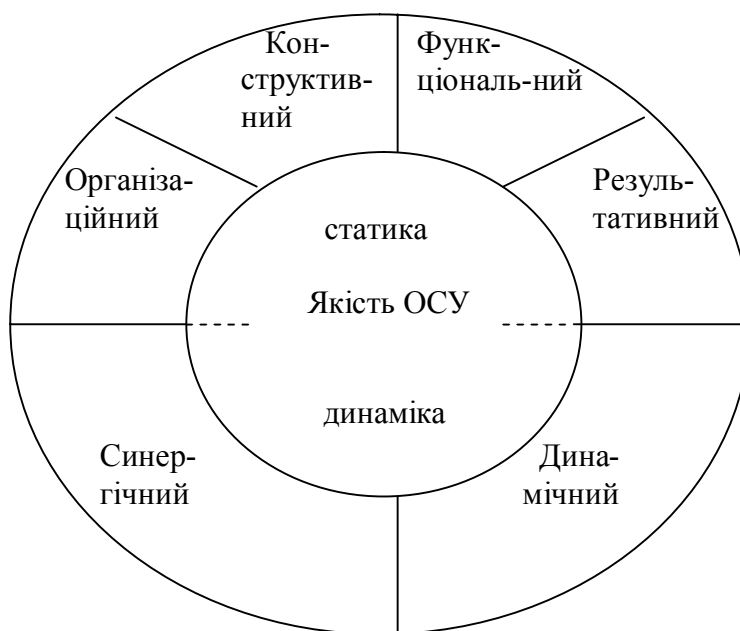 Кон-
структив-
ний
Функ-
ціональ-ний
Організа-
ційний
Резуль-
тативний
статика
Якість ОСУ
динаміка
Синер-
гічний
Дина-
мічний